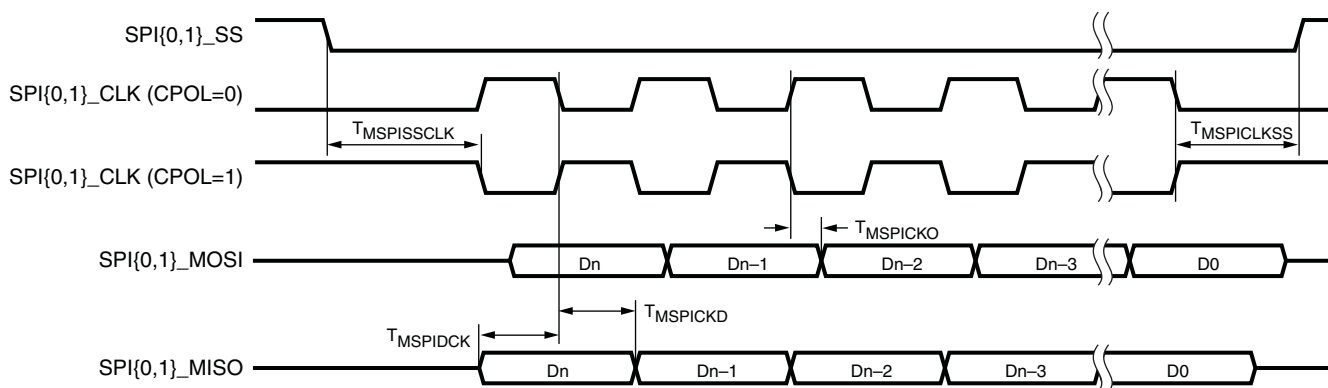 SPI{0,1}_SS
SPI{0,1}_CLK (CPOL=0)
TMSPISSCLK
TMSPICLKSS
SPI{0,1}_CLK (CPOL=1)
TMSPICKO
SPI{0,1}_MOSI
Dn
Dn–1
Dn–2
Dn–3
D0
TMSPICKD
TMSPIDCK
SPI{0,1}_MISO
Dn
Dn–1
Dn–2
Dn–3
D0